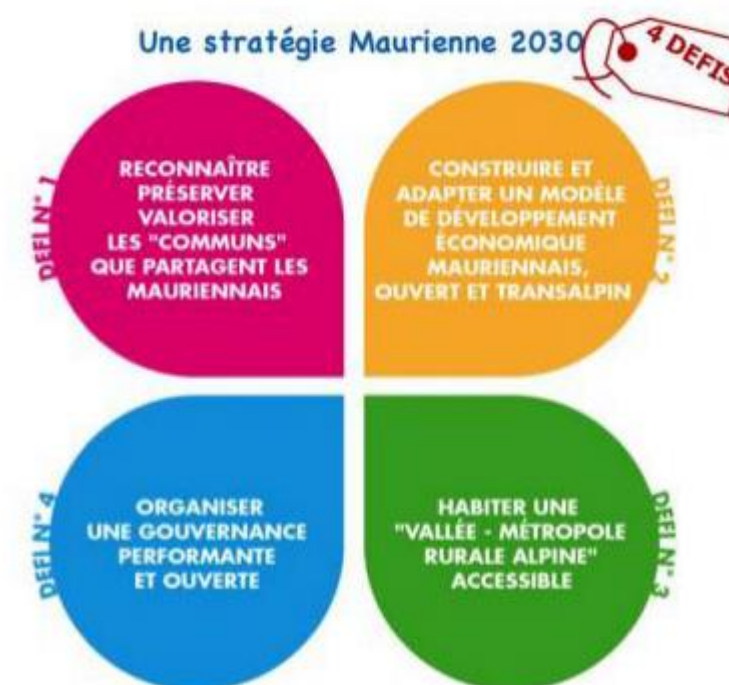 Une stratégie Maurienne 2030
4 DEFIS
DEFI N° 1
RECONNAÎTRE
PRÉSERVER
VALORISER
LES "COMMUNS"
QUE PARTAGENT LES
MAURIENNAIS
CONSTRUIRE ET
ADAPTER UN MODÈLE
DE DÉVELOPPEMENT
ÉCONOMIQUE
MAURIENNAIS,
OUVERT ET TRANSALPIN
DEFI N° 2
DEFI N° 4
ORGANISER
UNE GOUVERNANCE
PERFORMANTE
ET OUVERTE
HABITER UNE
"VALLÉE - MÉTROPOLE
RURALE ALPINE"
ACCESSIBLE
DEFI N° 3